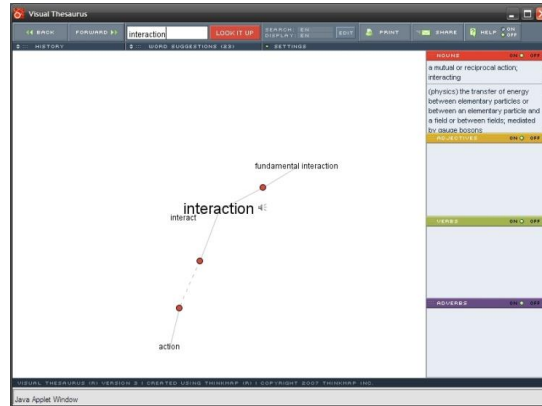 Visual Thesaurus
BACK
FORWARD
interaction
LOOK IT UP
SEARCH: EN
DISPLAY: EN
EDIT
PRINT
SHARE
HELP
ON
OFF
HISTORY
WORD SUGGESTIONS (23)
SETTINGS
fundamental interaction
interaction
interact
action
NOUNS ON OFF
a mutual or reciprocal action;
interacting
(physics) the transfer of energy
between elementary particles or
between an elementary particle and
a field or between fields; mediated
by gauge bosons
ADJECTIVES ON OFF
VERBS ON OFF
ADVERBS ON OFF
VISUAL THESAURUS (R) VERSION 3 | CREATED USING THINKMAP (R) | COPYRIGHT 2007 THINKMAP INC.
Java Applet Window